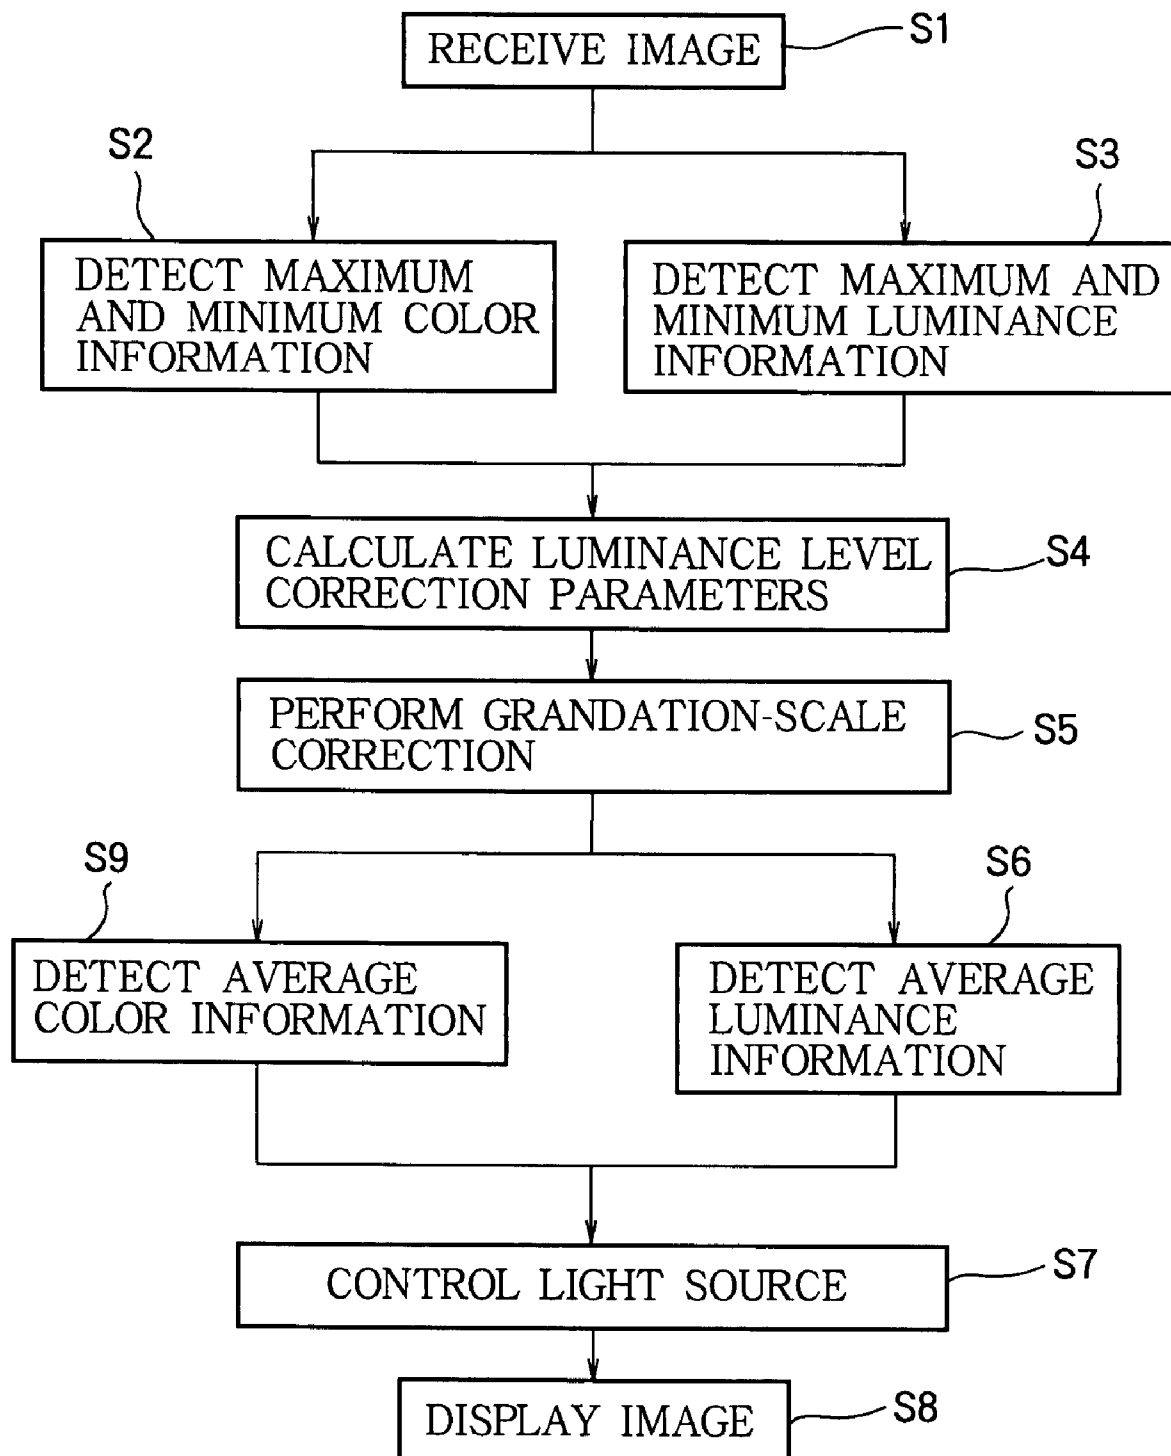 RECEIVE IMAGE
S1
S2
DETECT MAXIMUM
AND MINIMUM COLOR
INFORMATION
S3
DETECT MAXIMUM AND
MINIMUM LUMINANCE
INFORMATION
CALCULATE LUMINANCE LEVEL
CORRECTION PARAMETERS
S4
PERFORM GRANDATION-SCALE
CORRECTION
S5
S9
DETECT AVERAGE
COLOR INFORMATION
S6
DETECT AVERAGE
LUMINANCE
INFORMATION
CONTROL LIGHT SOURCE
S7
DISPLAY IMAGE
S8